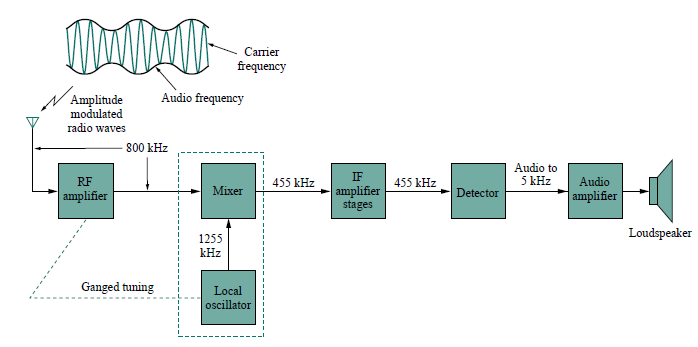 Carrier
frequency
Audio frequency
Amplitude
modulated
radio waves
800 kHz
RF
amplifier
Mixer
455 kHz
IF
amplifier
stages
455 kHz
Detector
Audio to
5 kHz
Audio
amplifier
Loudspeaker
1255
kHz
Ganged tuning
Local
oscillator